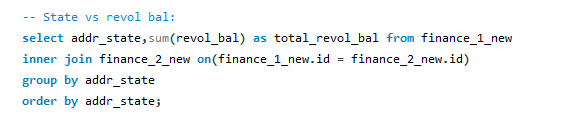 -- State vs revol bal:
select addr_state,sum(revol_bal) as total_revol_bal from finance_1_new
inner join finance_2_new on(finance_1_new.id = finance_2_new.id)
group by addr_state
order by addr_state;